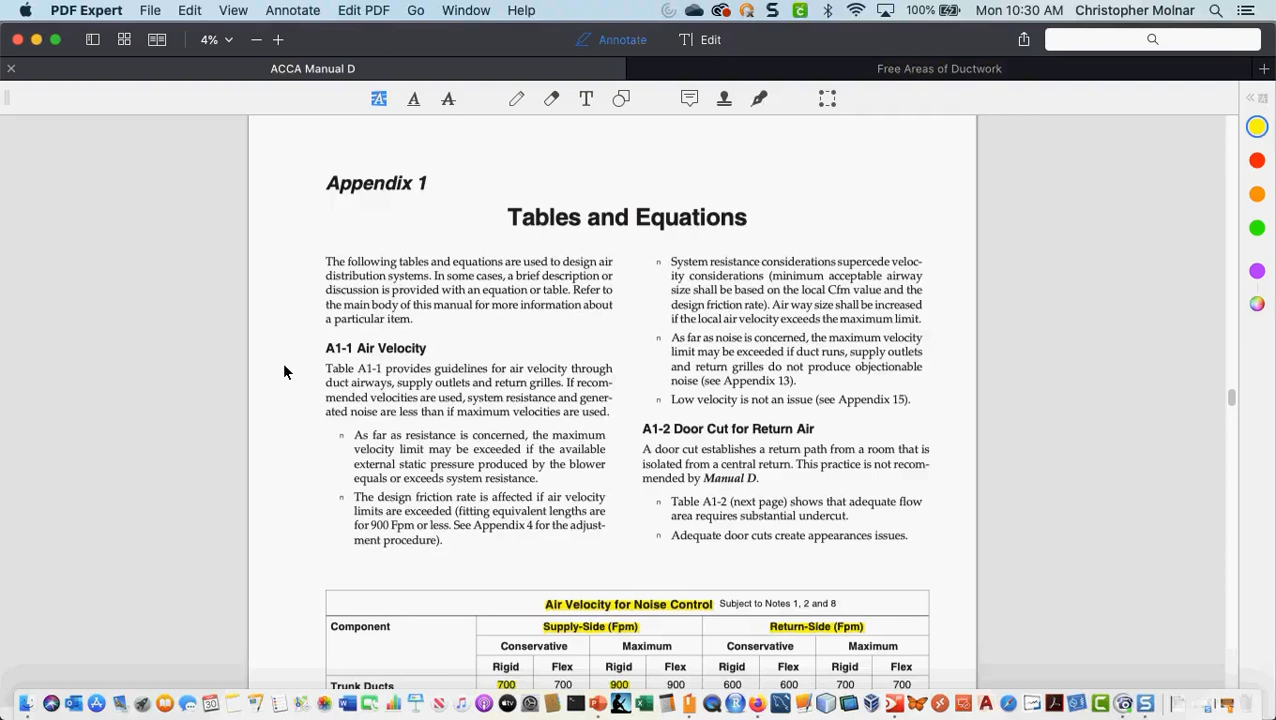 PDF Expert File Edit View Annotate Edit PDF Go Window Help 100% Mon 10:30 AM Christopher Molnar
4% Annotate Edit
ACCA Manual D Free Areas of Ductwork
Appendix 1
Tables and Equations
The following tables and equations are used to design air
distribution systems. In some cases, a brief description or
discussion is provided with an equation or table. Refer to
the main body of this manual for more information about
a particular item.
A1-1 Air Velocity
Table A1-1 provides guidelines for air velocity through
duct airways, supply outlets and return grilles. If recom-
mended velocities are used, system resistance and gener-
ated noise are less than if maximum velocities are used.
n As far as resistance is concerned, the maximum
velocity limit may be exceeded if the available
external static pressure produced by the blower
equals or exceeds system resistance.
n The design friction rate is affected if air velocity
limits are exceeded (fitting equivalent lengths are
for 900 Fpm or less. See Appendix 4 for the adjust-
ment procedure).
n System resistance considerations supercede veloc-
ity considerations (minimum acceptable airway
size shall be based on the local Cfm value and the
design friction rate). Air way size shall be increased
if the local air velocity exceeds the maximum limit.
n As far as noise is concerned, the maximum velocity
limit may be exceeded if duct runs, supply outlets
and return grilles do not produce objectionable
noise (see Appendix 13).
n Low velocity is not an issue (see Appendix 15).
A1-2 Door Cut for Return Air
A door cut establishes a return path from a room that is
isolated from a central return. This practice is not recom-
mended by Manual D.
n Table A1-2 (next page) shows that adequate flow
area requires substantial undercut.
n Adequate door cuts create appearances issues.
Air Velocity for Noise Control Subject to Notes 1, 2 and 8
Component Supply-Side (Fpm) Return-Side (Fpm)
Conservative Maximum Conservative Maximum
Rigid Flex Rigid Flex Rigid Flex Rigid Flex
Trunk Ducts 700 700 900 900 600 600 700 700